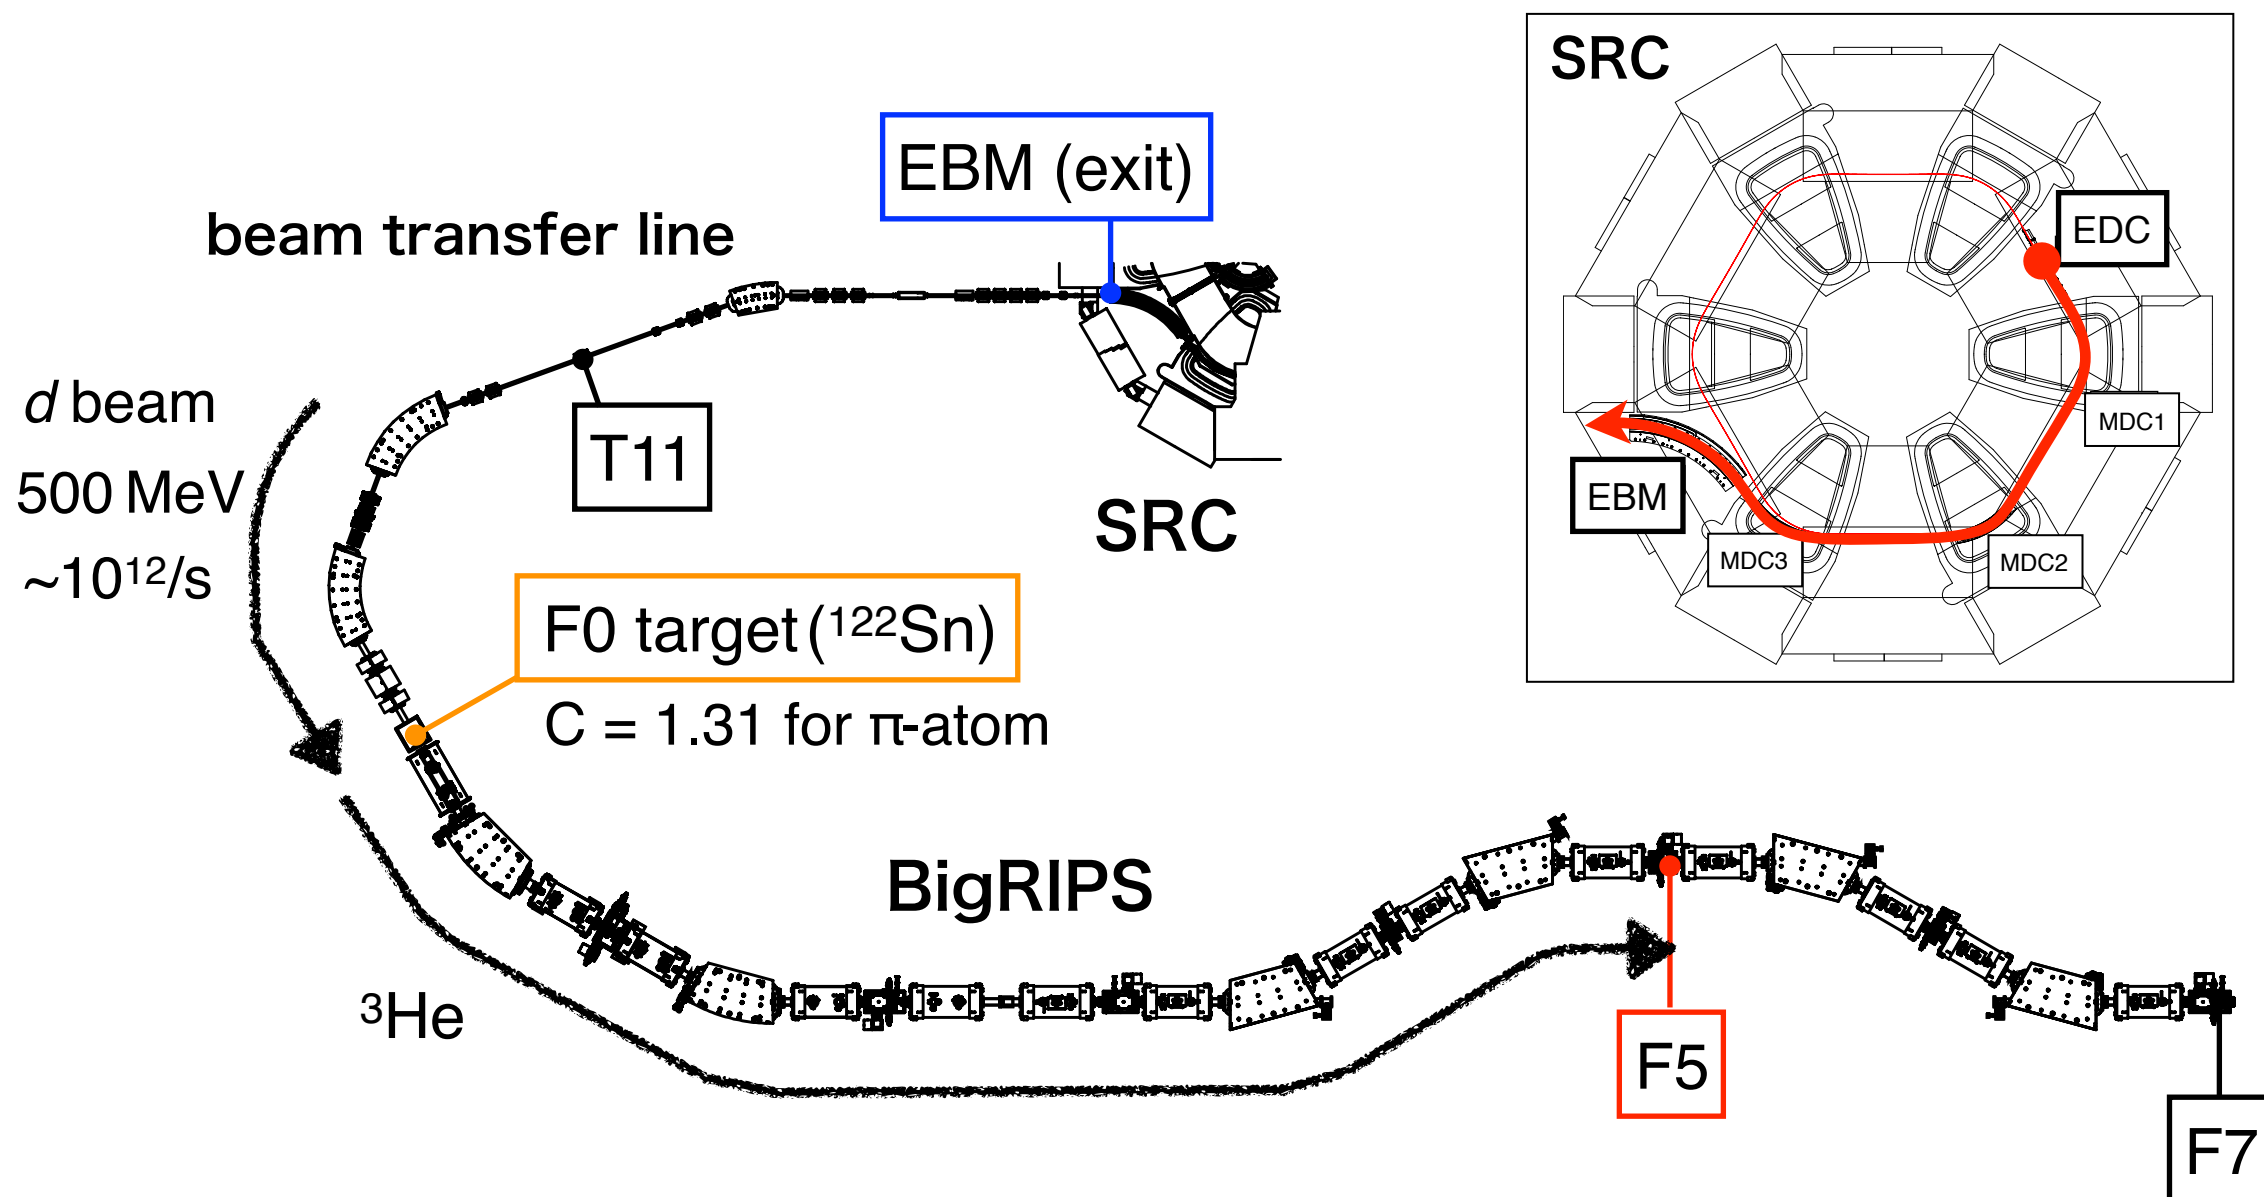 SRC
EBM (exit)
beam transfer line
EDC
d beam
500 MeV
~10¹²/s
T11
SRC
MDC1
EBM
MDC3
MDC2
F0 target (¹²²Sn)
C = 1.31 for π-atom
BigRIPS
³He
F5
F7